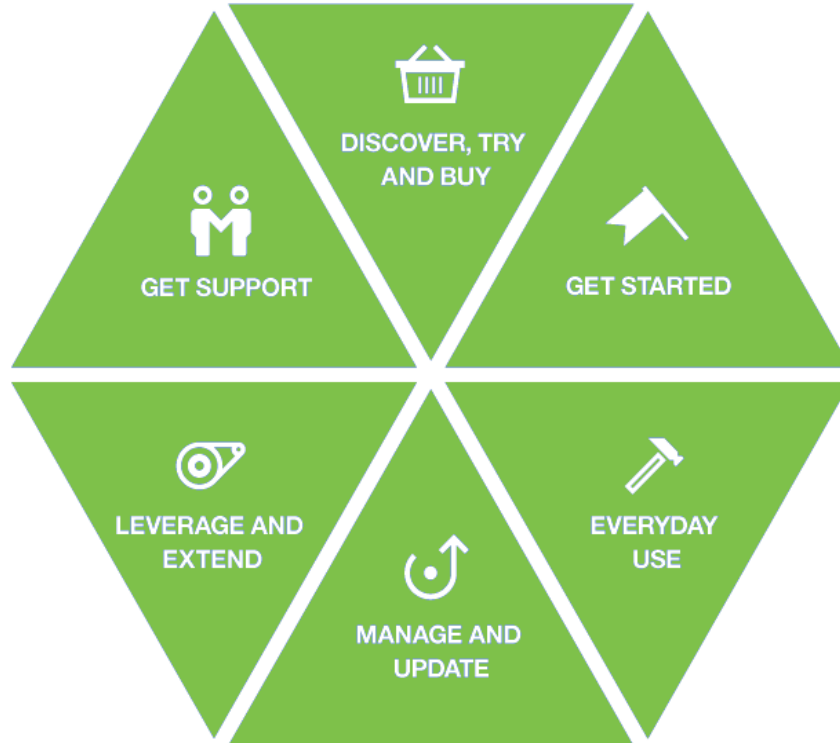 DISCOVER, TRY
AND BUY
GET SUPPORT
GET STARTED
LEVERAGE AND
EXTEND
EVERYDAY
USE
MANAGE AND
UPDATE